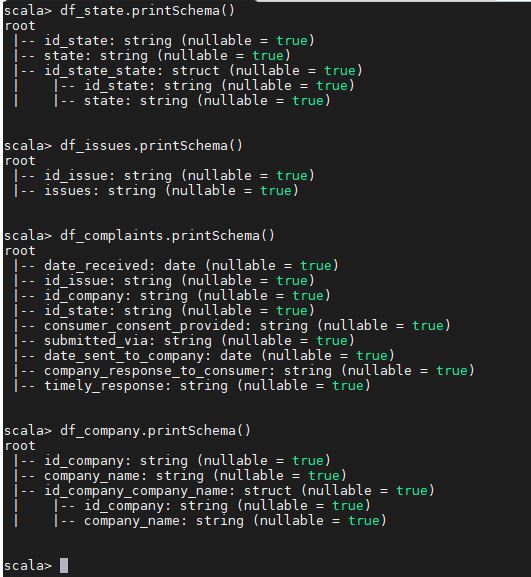 scala> df_state.printSchema()
root
 |-- id_state: string (nullable = true)
 |-- state: string (nullable = true)
 |-- id_state_state: struct (nullable = true)
 |    |-- id_state: string (nullable = true)
 |    |-- state: string (nullable = true)
scala> df_issues.printSchema()
root
 |-- id_issue: string (nullable = true)
 |-- issues: string (nullable = true)
scala> df_complaints.printSchema()
root
 |-- date_received: date (nullable = true)
 |-- id_issue: string (nullable = true)
 |-- id_company: string (nullable = true)
 |-- id_state: string (nullable = true)
 |-- consumer_consent_provided: string (nullable = true)
 |-- submitted_via: string (nullable = true)
 |-- date_sent_to_company: date (nullable = true)
 |-- company_response_to_consumer: string (nullable = true)
 |-- timely_response: string (nullable = true)
scala> df_company.printSchema()
root
 |-- id_company: string (nullable = true)
 |-- company_name: string (nullable = true)
 |-- id_company_company_name: struct (nullable = true)
 |    |-- id_company: string (nullable = true)
 |    |-- company_name: string (nullable = true)
scala>